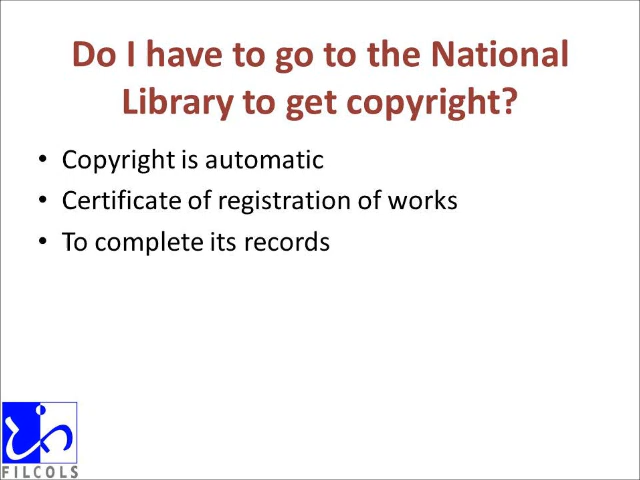 Do I have to go to the National
Library to get copyright?
• Copyright is automatic
• Certificate of registration of works
• To complete its records
FILCOLS